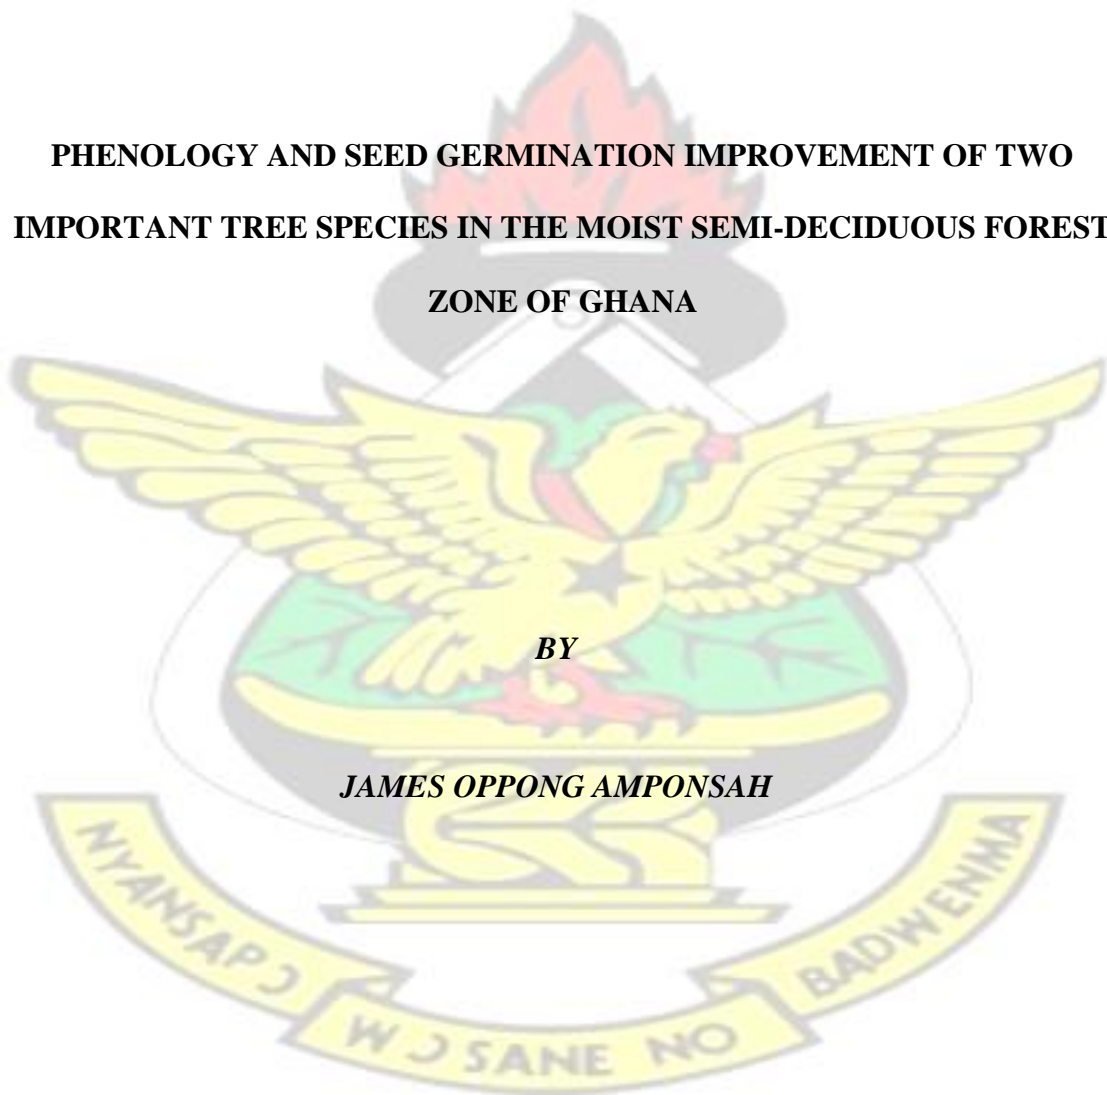 PHENOLOGY AND SEED GERMINATION IMPROVEMENT OF TWO
IMPORTANT TREE SPECIES IN THE MOIST SEMI-DECIDUOUS FOREST
ZONE OF GHANA
BY
JAMES OPPONG AMPONSAH
NYANSAPƆ
WƆ SANE NO
BADWENMA